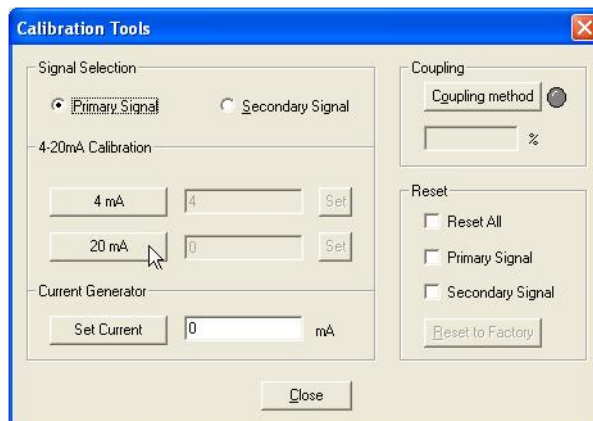 Calibration Tools
Signal Selection
Primary Signal
Secondary Signal
4-20mA Calibration
4 mA
4
Set
20 mA
0
Set
Current Generator
Set Current
0
mA
Coupling
Coupling method
%
Reset
Reset All
Primary Signal
Secondary Signal
Reset to Factory
Close